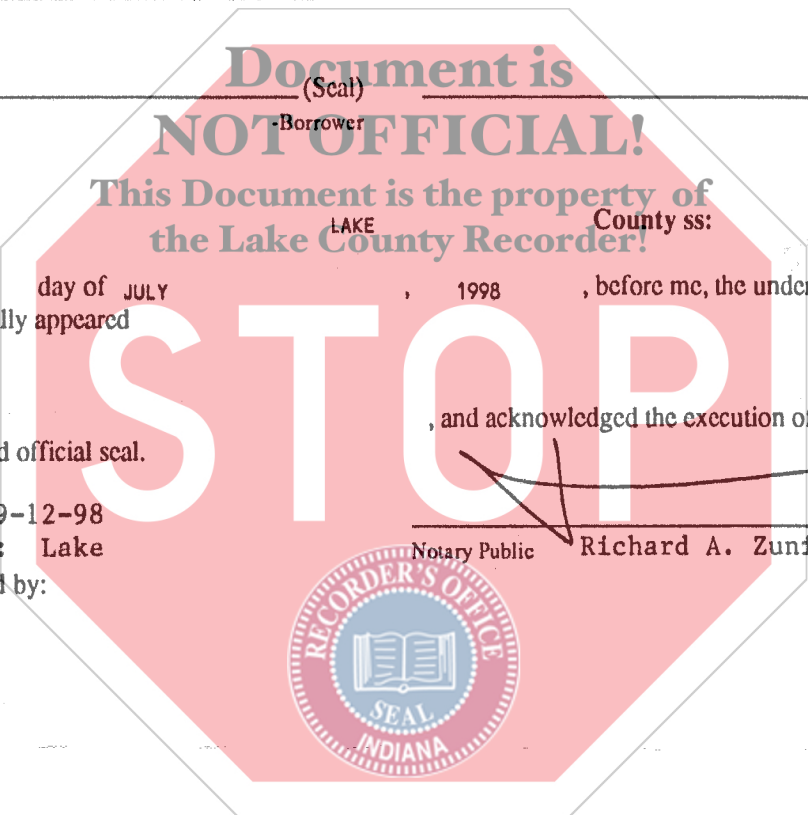 Document is
(Seal)
-Borrower
NOT OFFICIAL!
This Document is the property of
LAKE County ss:
the Lake County Recorder!
day of JULY , 1998 , before me, the under
lly appeared
STOP
, and acknowledged the execution of
d official seal.
9-12-98
: Lake
Notary Public Richard A. Zuni
d by:
RECORDER'S OFFICE
SEAL
INDIANA